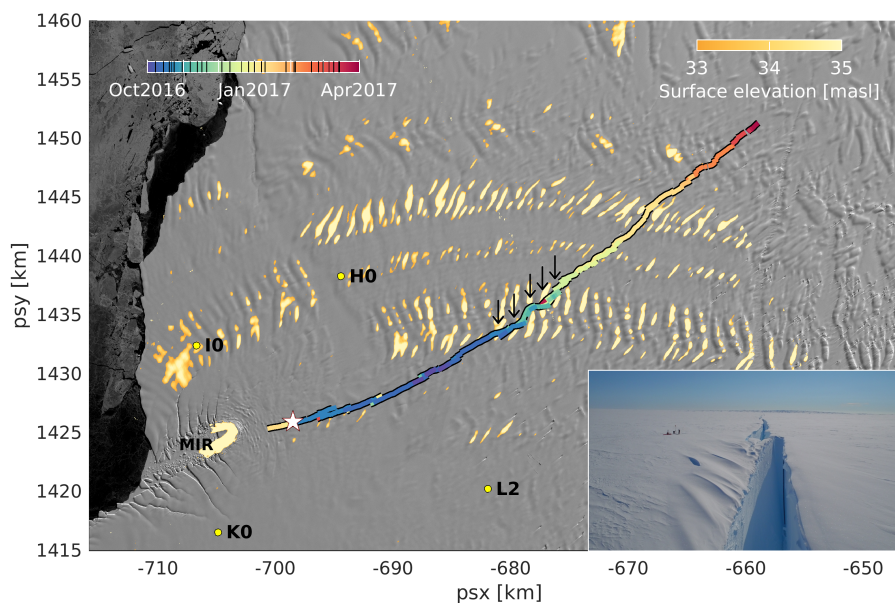 1460
1455
1450
1445
1440
1435
1430
1425
1420
1415
psy [km]
Oct2016 Jan2017 Apr2017
33 34 35
Surface elevation [masl]
H0
I0
MIR
L2
K0
-710 -700 -690 -680 -670 -660 -650
psx [km]